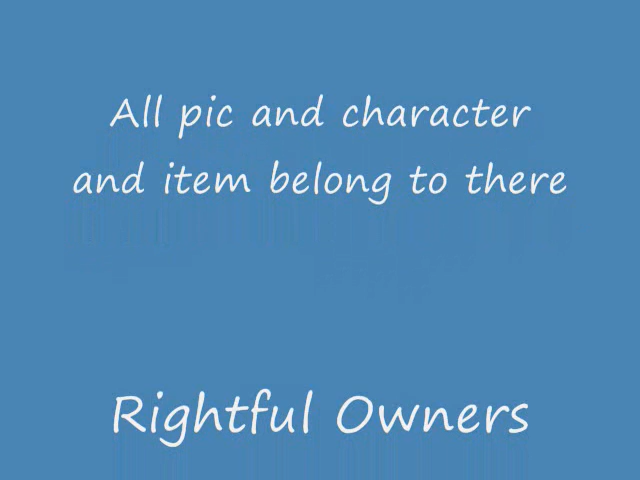 All pic and character
and item belong to there
Rightful Owners